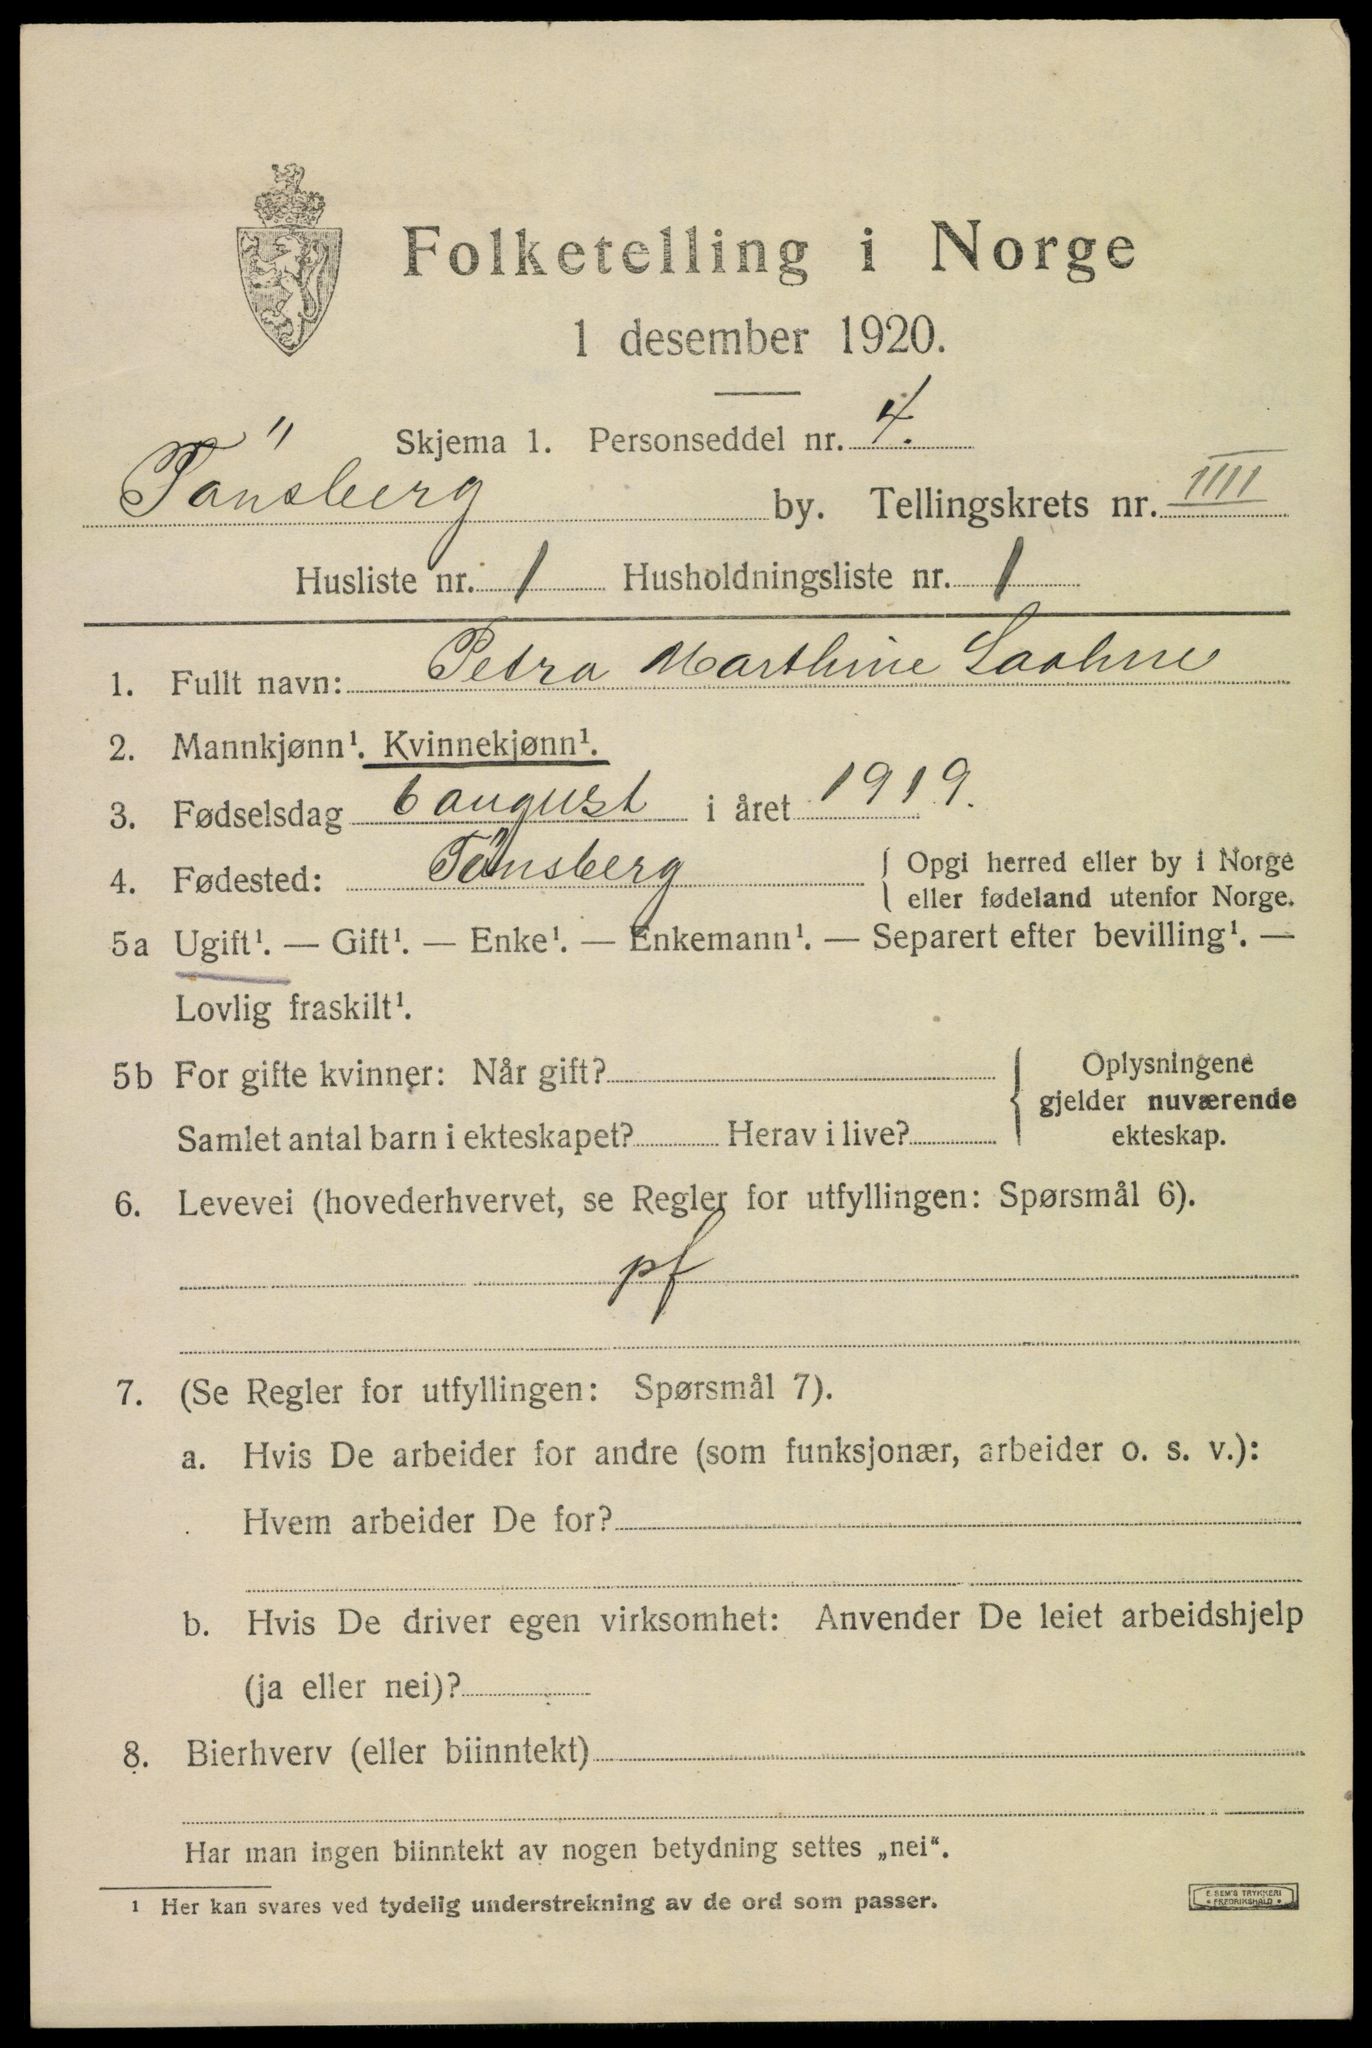 Folketelling i Norge
1 desember 1920.
Skjema 1. Personseddel nr. 4.
Tönsberg by. Tellingskrets nr. IIII
Husliste nr. 1 Husholdningsliste nr. 1
1. Fullt navn: Petra Marthine
2. Mannkjønn¹. Kvinnekjønn¹.
3. Fødselsdag 6 august i året 1919.
4. Fødested: Tönsberg { Opgi herred eller by i Norge
eller fødeland utenfor Norge.
5a Ugift¹. — Gift¹. — Enke¹. — Enkemann¹. — Separert efter bevilling¹. —
Lovlig fraskilt¹.
5b For gifte kvinner: Når gift? { Oplysningene
gjelder nuværende
Samlet antal barn i ekteskapet? Herav i live? ekteskap.
6. Levevei (hovederhvervet, se Regler for utfyllingen: Spørsmål 6).
pf
7. (Se Regler for utfyllingen: Spørsmål 7).
a. Hvis De arbeider for andre (som funksjonær, arbeider o. s. v.):
Hvem arbeider De for?
b. Hvis De driver egen virksomhet: Anvender De leiet arbeidshjelp
(ja eller nei)?
8. Bierhverv (eller biinntekt)
Har man ingen biinntekt av nogen betydning settes „nei“.
1 Her kan svares ved tydelig understrekning av de ord som passer.
E. SEM'S TRYKKERI
FREDRIKSHALD